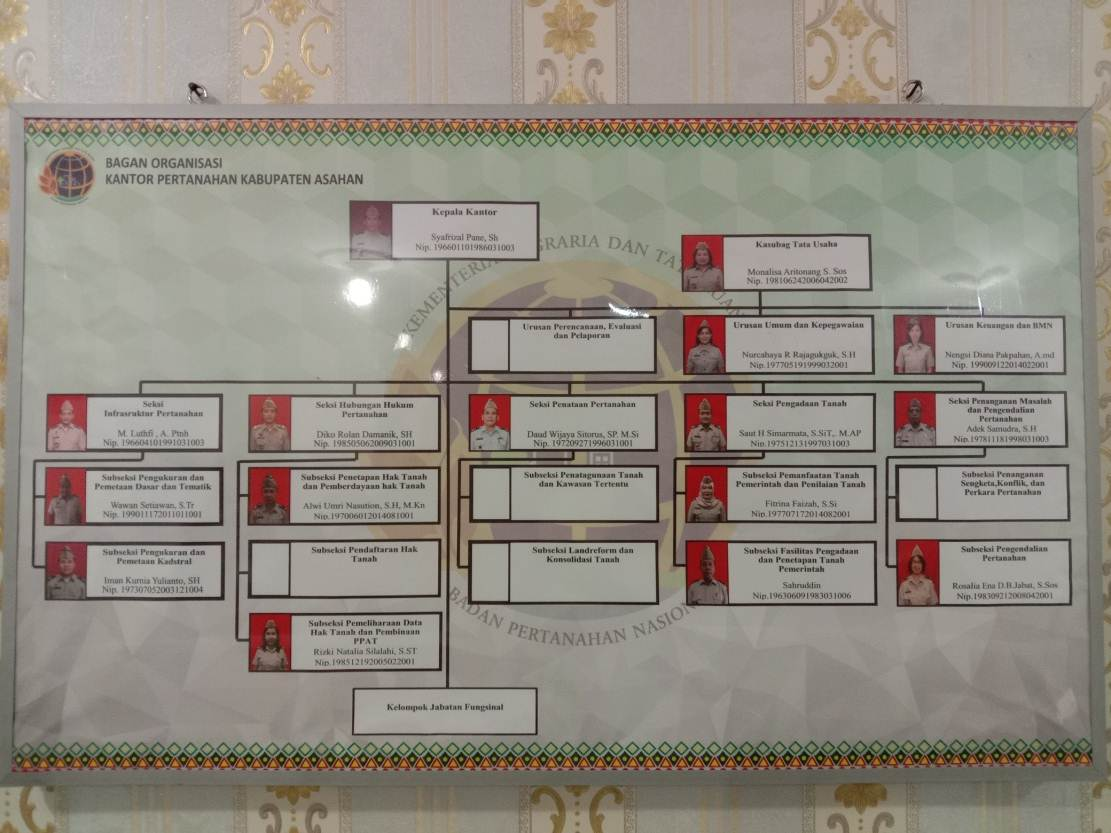 BAGAN ORGANISASI
KANTOR PERTANAHAN KABUPATEN ASAHAN
KEMENTERIAN AGRARIA DAN TATA RUANG
Kepala Kantor
Syafrizal Pane, Sh
Nip. 196601101986031003
Kasubag Tata Usaha
Monalisa Aritonang S. Sos
Nip. 198106242006042002
Urusan Perencanaan, Evaluasi
dan Pelaporan
Urusan Umum dan Kepegawaian
Nurcahaya R Rajagukguk, S.H
Nip.197705191999032001
Urusan Keuangan dan BMN
Nengsi Diana Pakpahan, A.md
Nip. 199009122014022001
Seksi
Infrasruktur Pertanahan
M. Luthfi , A. Ptnh
Nip. 196604101991031003
Seksi Hubungan Hukum
Pertanahan
Diku Rolan Damanik, SH
Nip. 198505062009031001
Seksi Penataan Pertanahan
Daud Wijaya Sitorus, SP. M.Si
Nip. 197209271996031001
Seksi Pengadaan Tanah
Saut H Simarmata, S.SiT,. M.AP
Nip.197512131997031003
Seksi Penanganan Masalah
dan Pengendalian
Pertanahan
Adek Samudra, S.H
Nip.197811181998031003
Subseksi Pengukuran dan
Pemetaan Dasar dan Tematik
Wawan Setiawan, S.Tr
Nip. 199011172011011001
Subseksi Penetapan Hak Tanah
dan Pemberdayaan hak Tanah
Alwi Umri Nasution, S.H, M.Kn
Nip.197006012014081001
Subseksi Penatagunaan Tanah
dan Kawasan Tertentu
Subseksi Pemanfaatan Tanah
Pemerintah dan Penilaian Tanah
Fitrina Faizah, S.Si
Nip.197707172014082001
Subseksi Penanganan
Sengketa,Konflik, dan
Perkara Pertanahan
Subseksi Pengukuran dan
Pemetaan Kadstral
Iman Kurnia Yulianto, SH
Nip. 197307052003121004
Subseksi Pendaftaran Hak
Tanah
Subseksi Landreform dan
Konsolidasi Tanah
Subseksi Fasilitas Pengadaan
dan Penetapan Tanah
Pemerintah
Sahruddin
Nip.196306091983031006
Subseksi Pengendalian
Pertanahan
Rosalia Ena D.B.Jabat, S.Sos
Nip.198309212008042001
Subseksi Pemeliharaan Data
Hak Tanah dan Pembinaan
PPAT
Rizki Natalia Silalahi, S.ST
Nip.198512192005022001
BADAN PERTANAHAN NASIONAL
Kelompok Jabatan Fungsinal